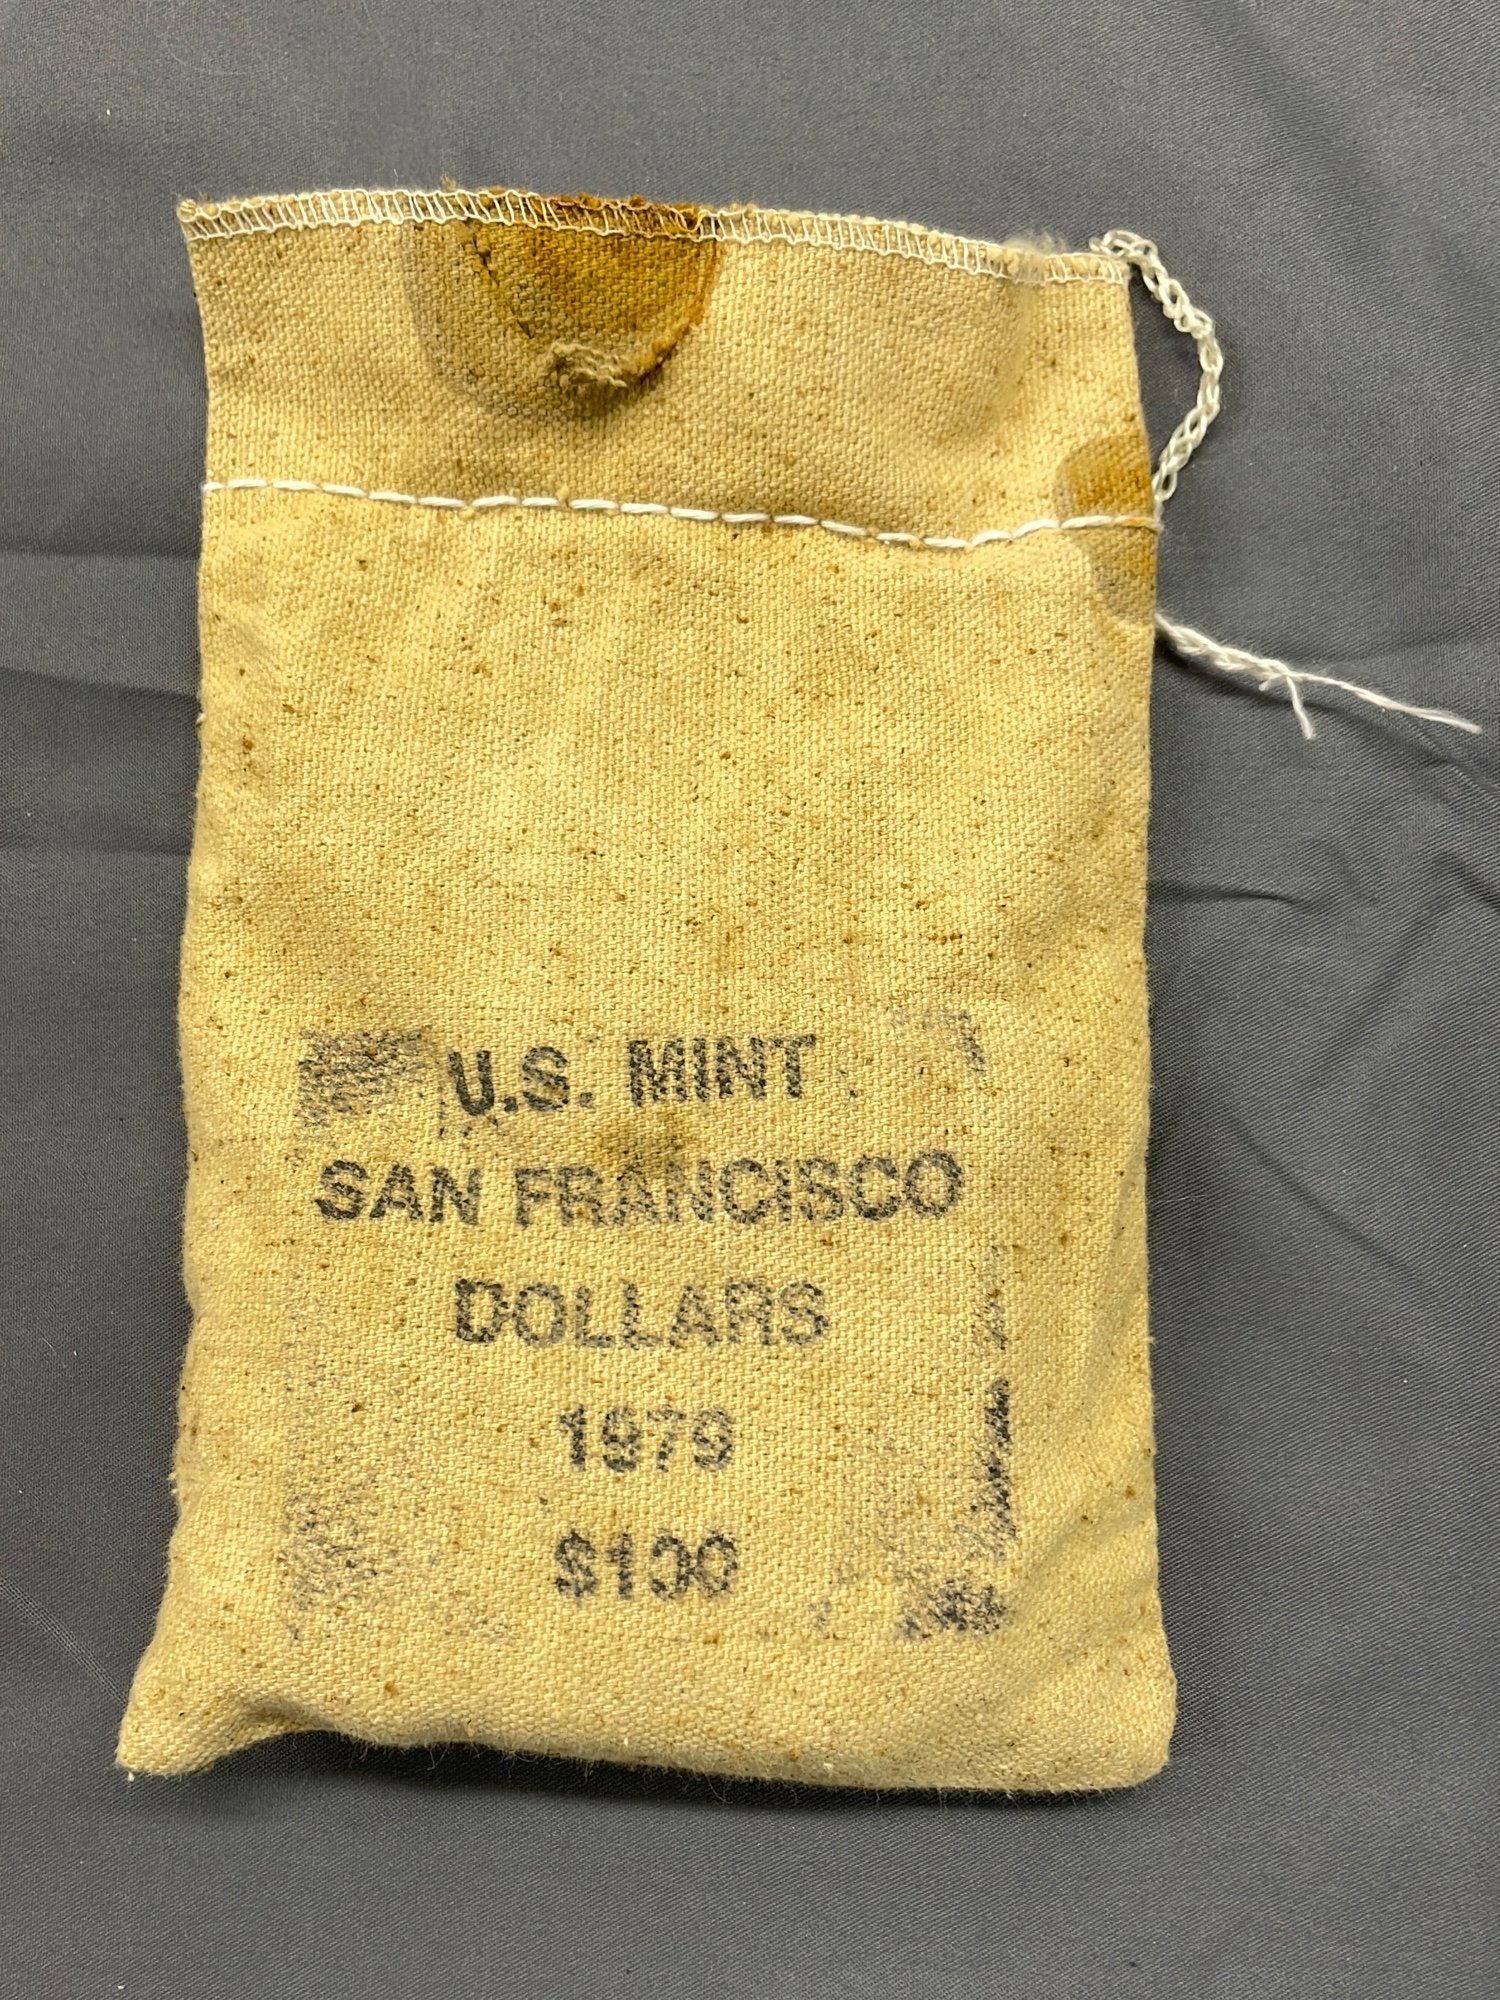 U.S. MINT
SAN FRANCISCO
DOLLARS
1979
$100